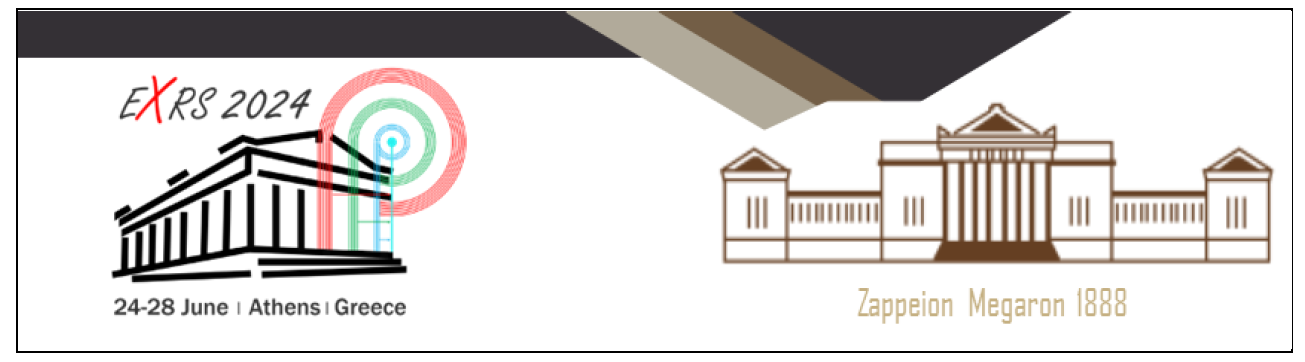 EXRS 2024
24-28 June | Athens | Greece
Zappeion Megaron 1888